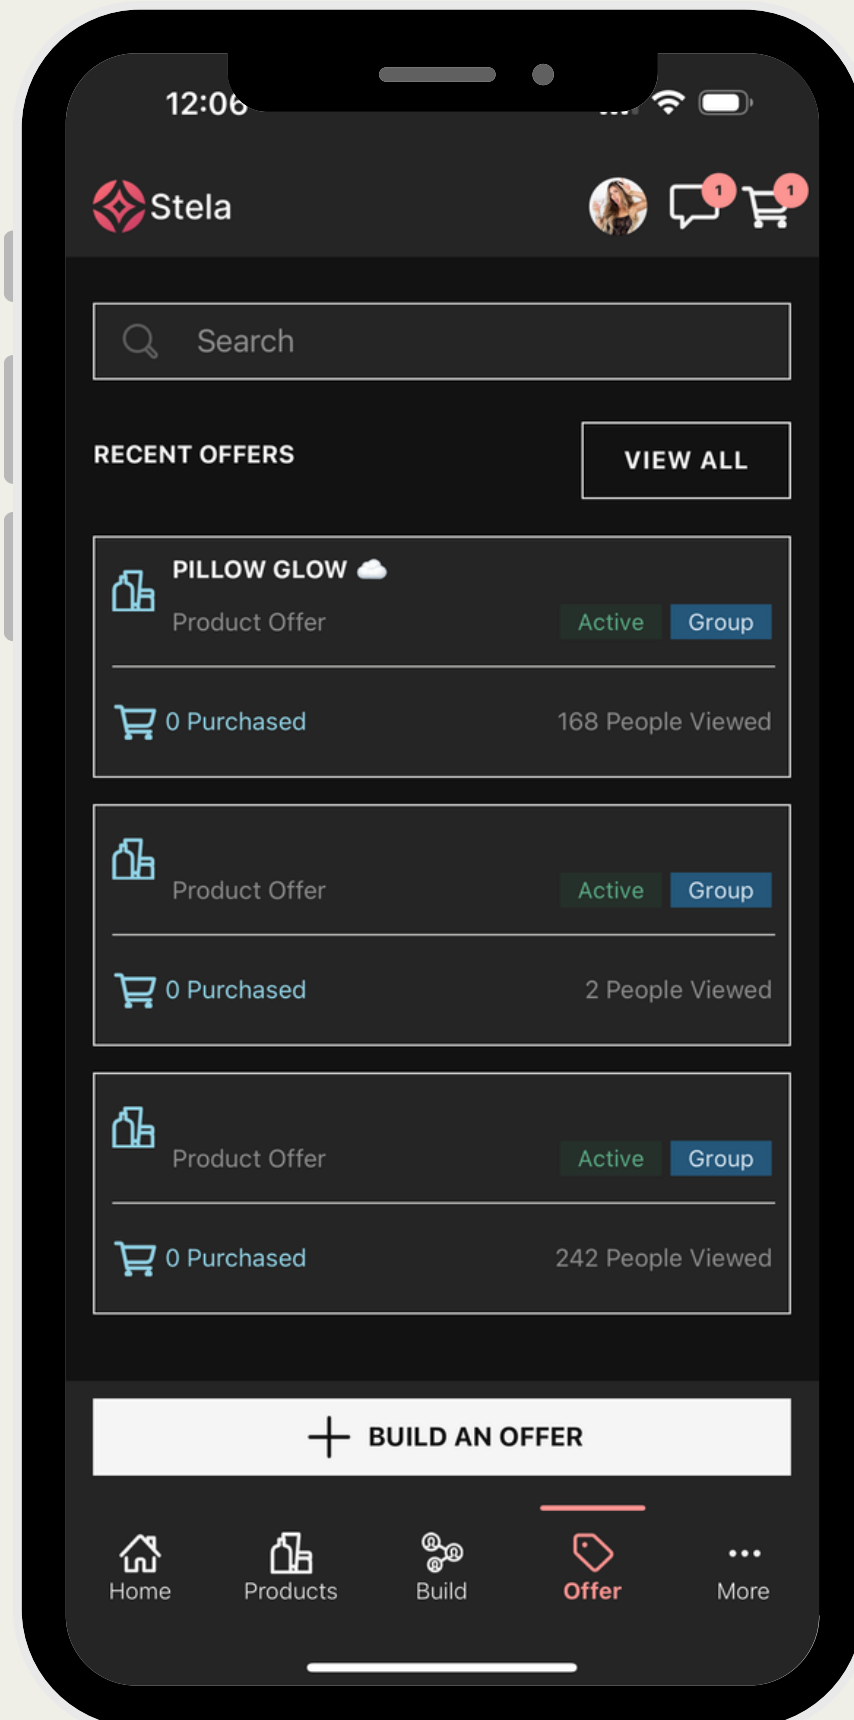 12:06
Stela
1
1
Search
RECENT OFFERS
VIEW ALL
PILLOW GLOW ☁️
Product Offer
Active
Group
0 Purchased
168 People Viewed
Product Offer
Active
Group
0 Purchased
2 People Viewed
Product Offer
Active
Group
0 Purchased
242 People Viewed
BUILD AN OFFER
Home
Products
Build
Offer
More